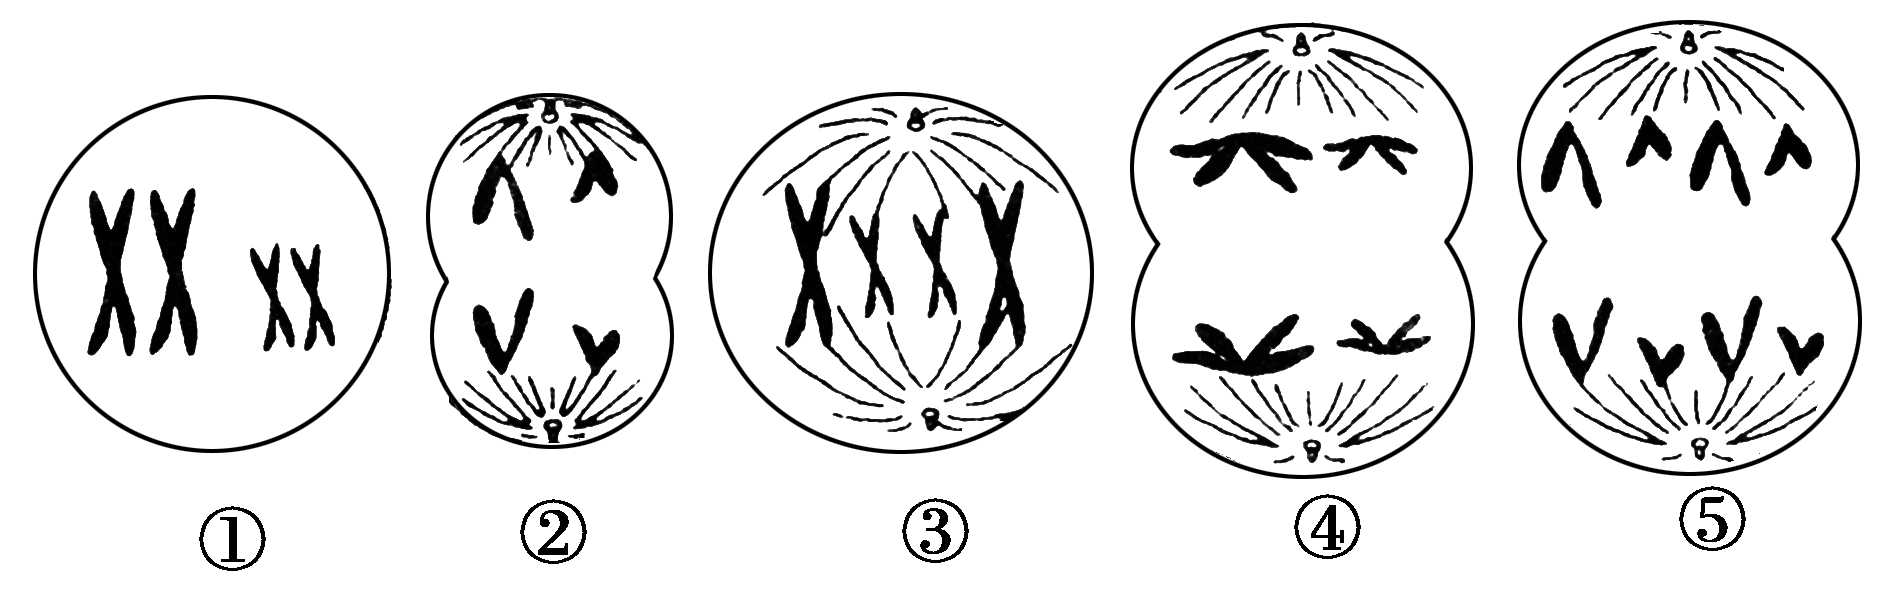 ① ② ③ ④ ⑤